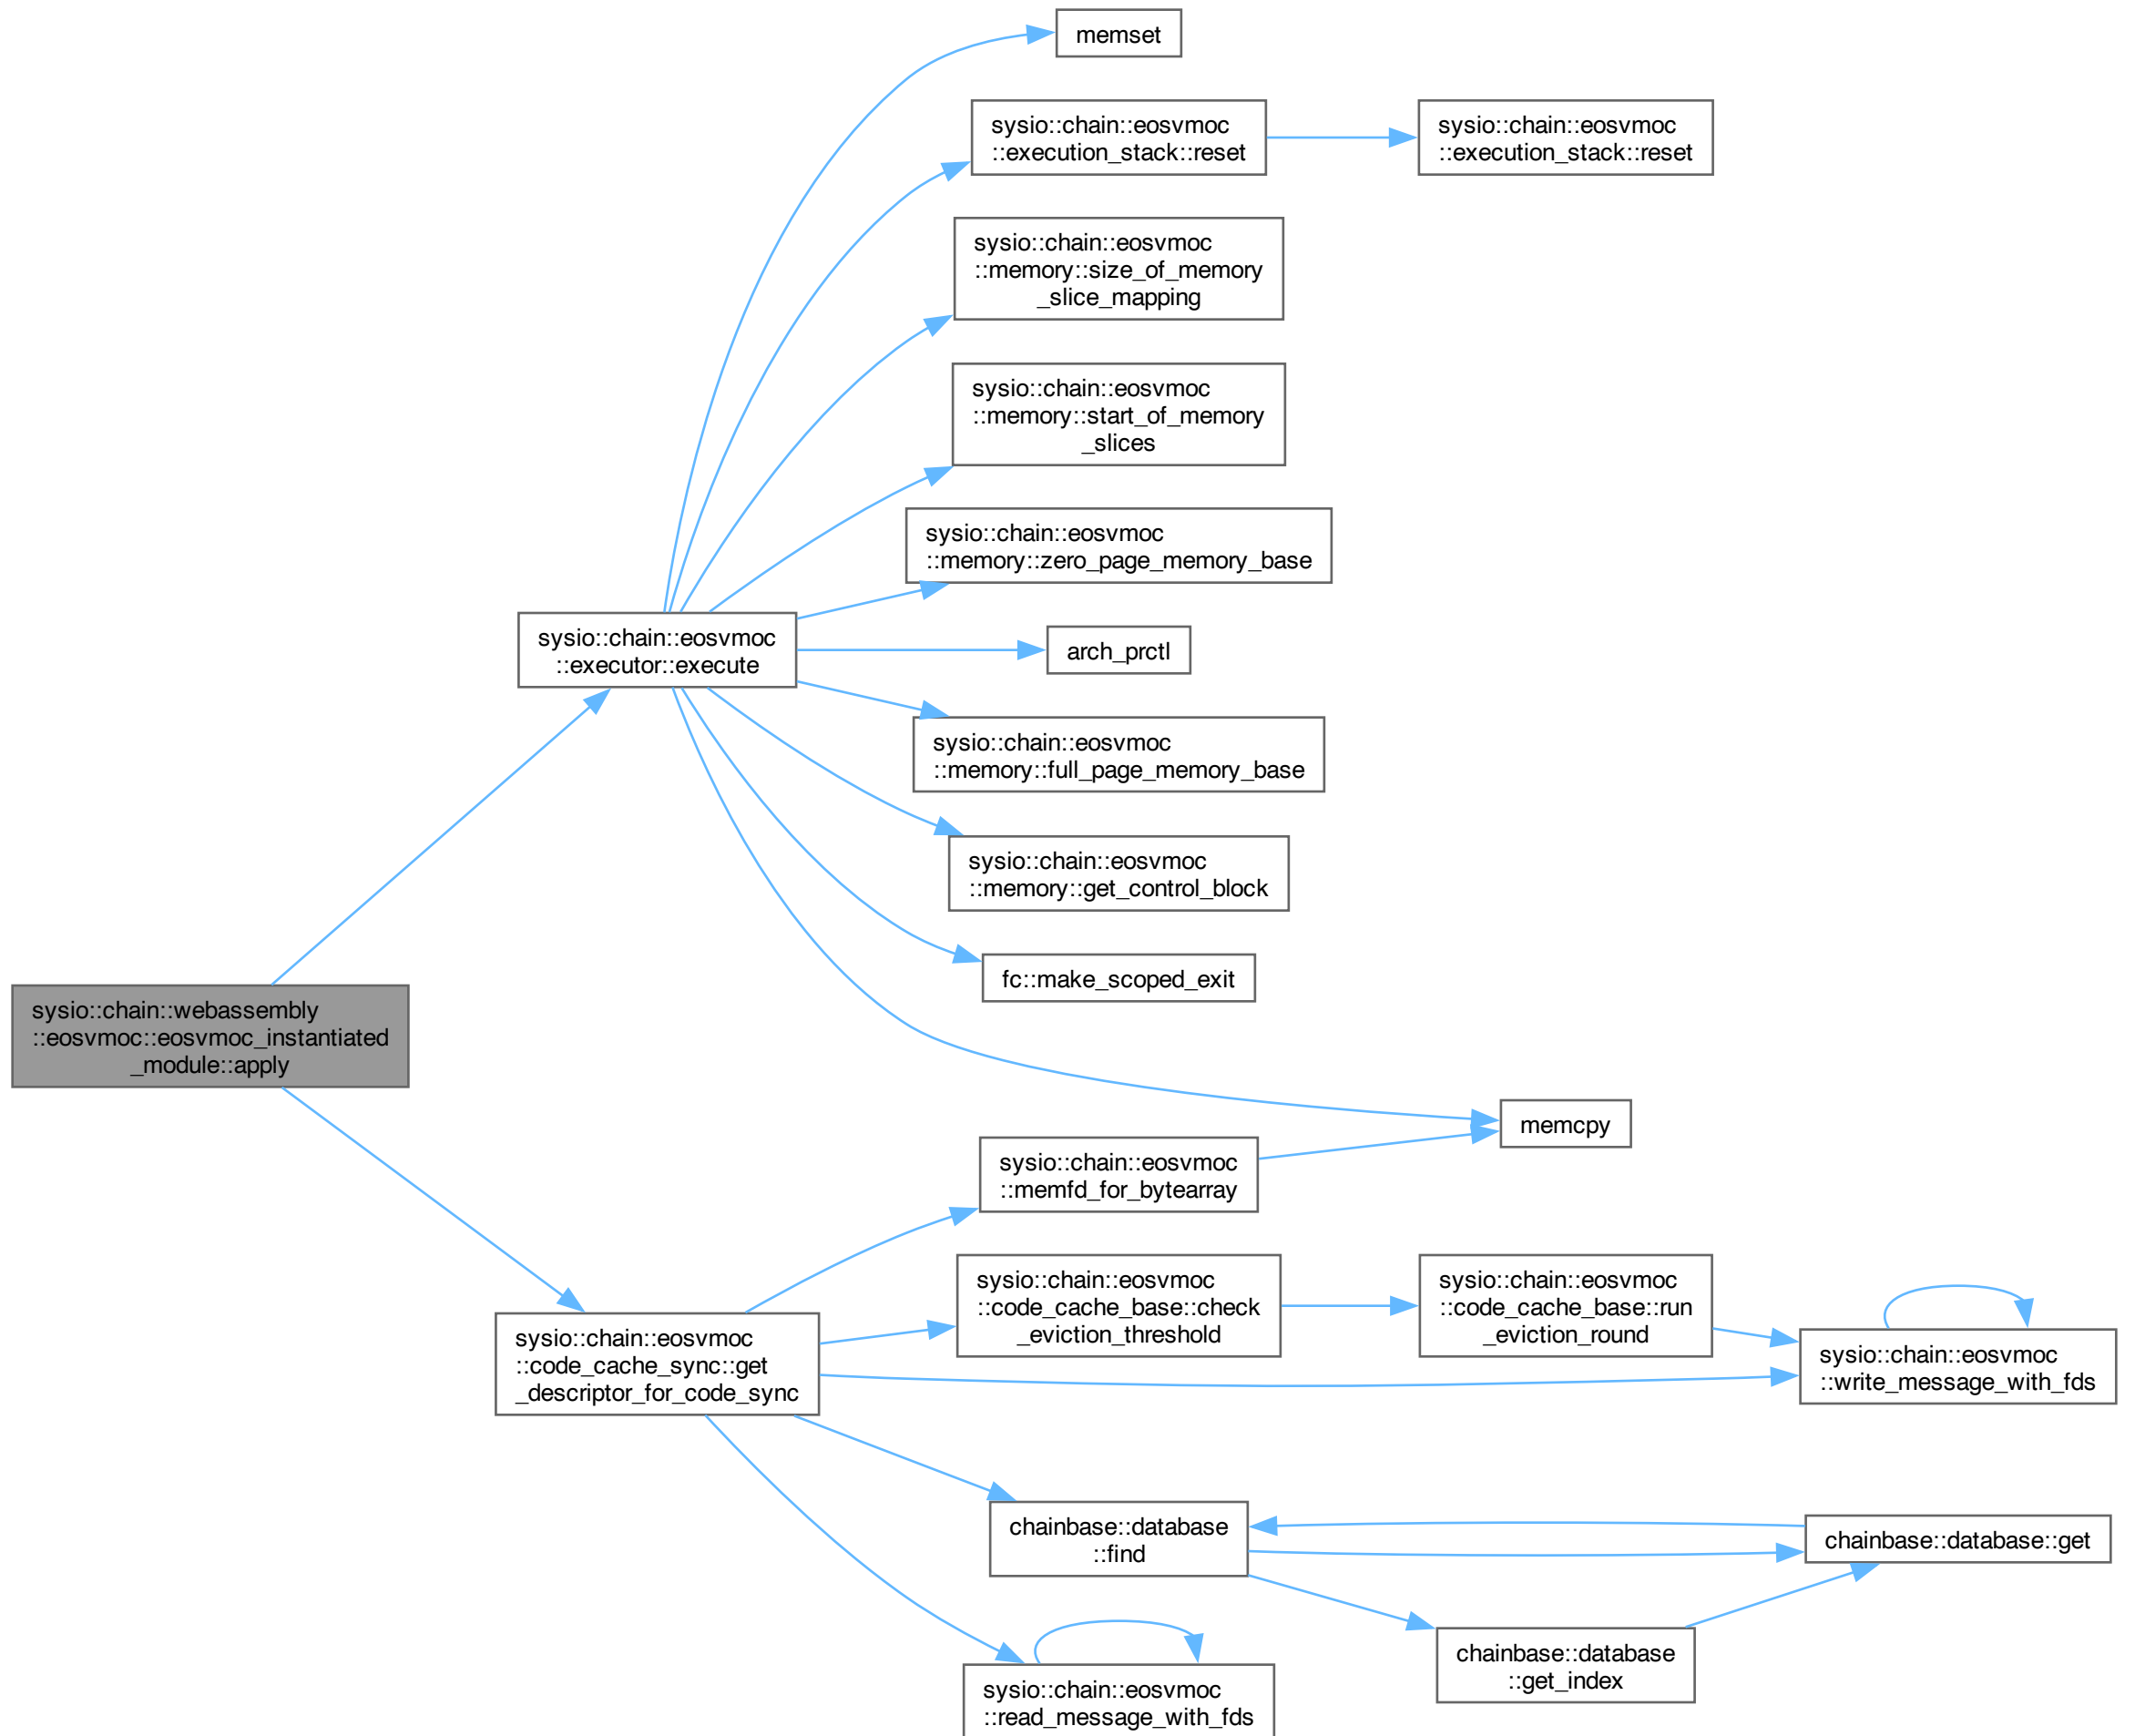 memset
sysio::chain::eosvmoc
::execution_stack::reset
sysio::chain::eosvmoc
::execution_stack::reset
sysio::chain::eosvmoc
::memory::size_of_memory
_slice_mapping
sysio::chain::eosvmoc
::memory::start_of_memory
_slices
sysio::chain::eosvmoc
::memory::zero_page_memory_base
sysio::chain::eosvmoc
::executor::execute
arch_prctl
sysio::chain::eosvmoc
::memory::full_page_memory_base
sysio::chain::eosvmoc
::memory::get_control_block
fc::make_scoped_exit
sysio::chain::webassembly
::eosvmoc::eosvmoc_instantiated
_module::apply
memcpy
sysio::chain::eosvmoc
::memfd_for_bytearray
sysio::chain::eosvmoc
::code_cache_base::check
_eviction_threshold
sysio::chain::eosvmoc
::code_cache_base::run
_eviction_round
sysio::chain::eosvmoc
::code_cache_sync::get
_descriptor_for_code_sync
sysio::chain::eosvmoc
::write_message_with_fds
chainbase::database
::find
chainbase::database::get
chainbase::database
::get_index
sysio::chain::eosvmoc
::read_message_with_fds